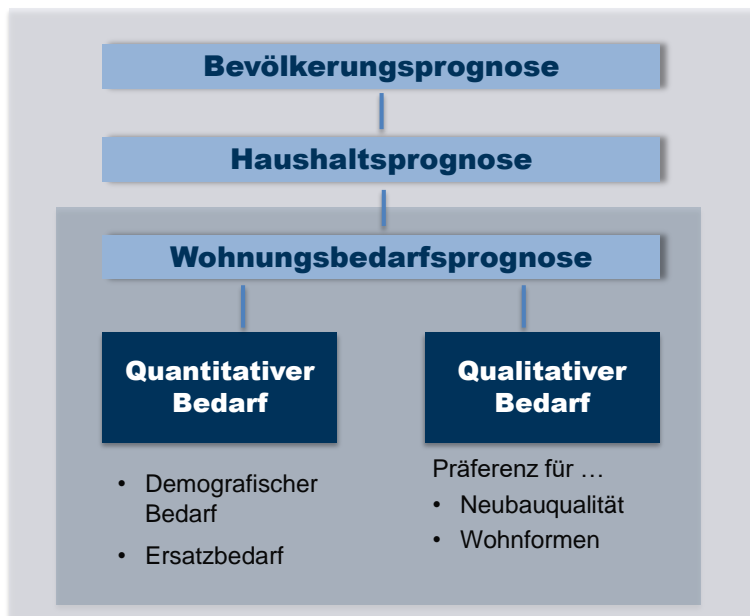 Bevölkerungsprognose
Haushaltsprognose
Wohnungsbedarfsprognose
Quantitativer
Bedarf
• Demografischer
Bedarf
• Ersatzbedarf
Qualitativer
Bedarf
Präferenz für …
• Neubauqualität
• Wohnformen